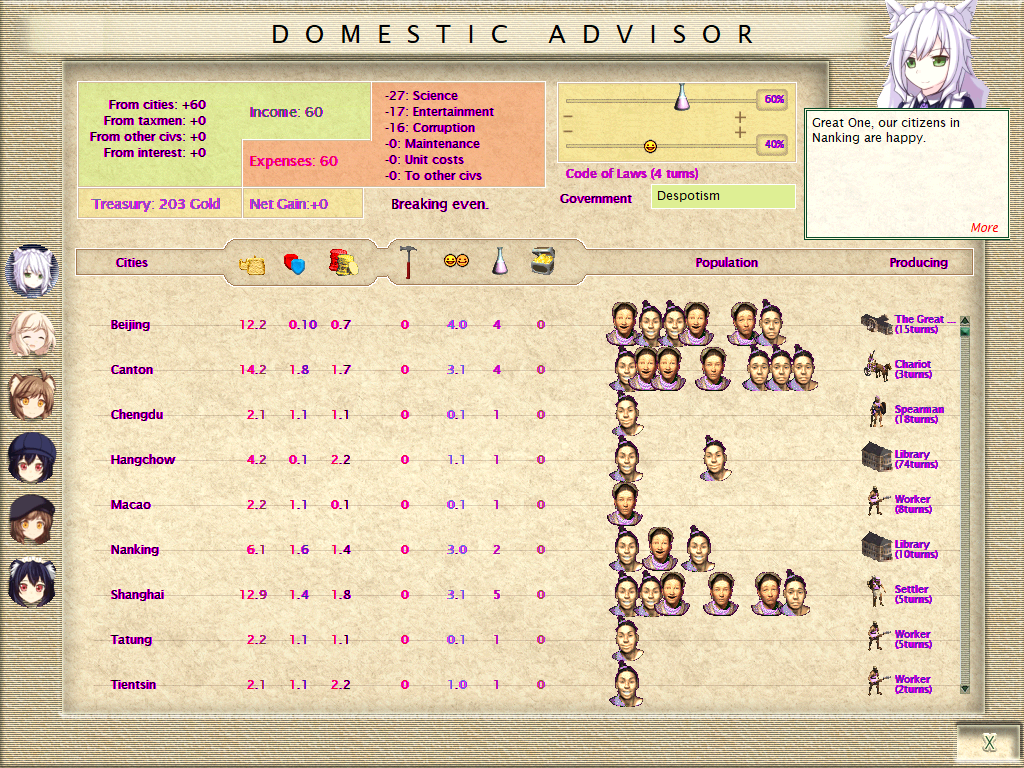 DOMESTIC ADVISOR
From cities: +60
From taxmen: +0
From other civs: +0
From interest: +0
Income: 60
Expenses: 60
-27: Science
-17: Entertainment
-16: Corruption
-0: Maintenance
-0: Unit costs
-0: To other civs
Treasury: 203 Gold
Net Gain:+0
Breaking even.
60%
40%
Code of Laws (4 turns)
Government
Despotism
Great One, our citizens in
Nanking are happy.
More
Cities Population Producing
Beijing 12.2 0.10 0.7 0 4.0 4 0 The Great ...
(15turns)
Canton 14.2 1.8 1.7 0 3.1 4 0 Chariot
(3turns)
Chengdu 2.1 1.1 1.1 0 0.1 1 0 Spearman
(18turns)
Hangchow 4.2 0.1 2.2 0 1.1 1 0 Library
(74turns)
Macao 2.2 1.1 0.1 0 0.1 1 0 Worker
(8turns)
Nanking 6.1 1.6 1.4 0 3.0 2 0 Library
(10turns)
Shanghai 12.9 1.4 1.8 0 3.1 5 0 Settler
(5turns)
Tatung 2.2 1.1 1.1 0 0.1 1 0 Worker
(5turns)
Tientsin 2.1 1.1 2.2 0 1.0 1 0 Worker
(2turns)
X